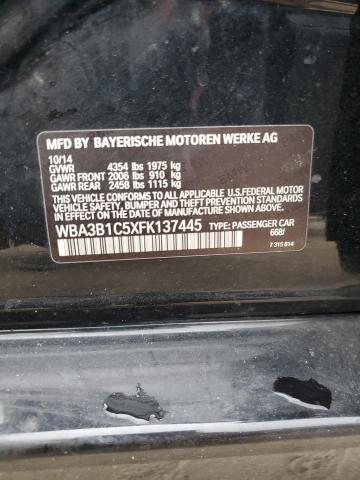 MFD BY BAYERISCHE MOTOREN WERKE AG
10/14
GVWR 4354 lbs 1975 kg
GAWR FRONT 2006 lbs 910 kg
GAWR REAR 2458 lbs 1115 kg
THIS VEHICLE CONFORMS TO ALL APPLICABLE U.S.FEDERAL MOTOR
VEHICLE SAFETY, BUMPER AND THEFT PREVENTION STANDARDS
IN EFFECT ON THE DATE OF MANUFACTURE SHOWN ABOVE.
WBA3B1C5XFK137445 TYPE: PASSENGER CAR
668/
7 315 814